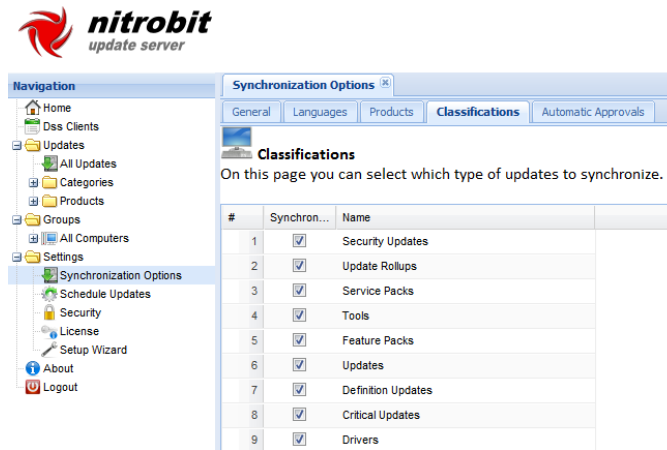 nitrobit
update server
Navigation
Home
Dss Clients
Updates
All Updates
Categories
Products
Groups
All Computers
Settings
Synchronization Options
Schedule Updates
Security
License
Setup Wizard
About
Logout
Synchronization Options
General Languages Products Classifications Automatic Approvals
Classifications
On this page you can select which type of updates to synchronize.
# Synchron... Name
1 Security Updates
2 Update Rollups
3 Service Packs
4 Tools
5 Feature Packs
6 Updates
7 Definition Updates
8 Critical Updates
9 Drivers